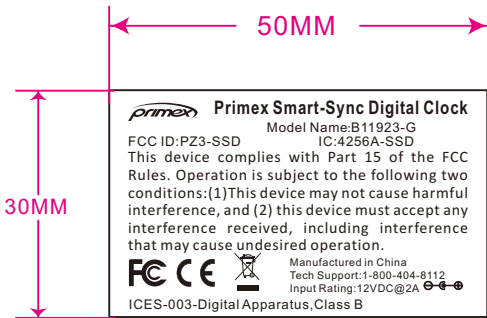 50MM
30MM
primex Primex Smart-Sync Digital Clock
Model Name:B11923-G
FCC ID:PZ3-SSD IC:4256A-SSD
This device complies with Part 15 of the FCC
Rules. Operation is subject to the following two
conditions:(1)This device may not cause harmful
interference, and (2) this device must accept any
interference received, including interference
that may cause undesired operation.
FC CE
Manufactured in China
Tech Support:1-800-404-8112
Input Rating:12VDC@2A
ICES-003-Digital Apparatus,Class B